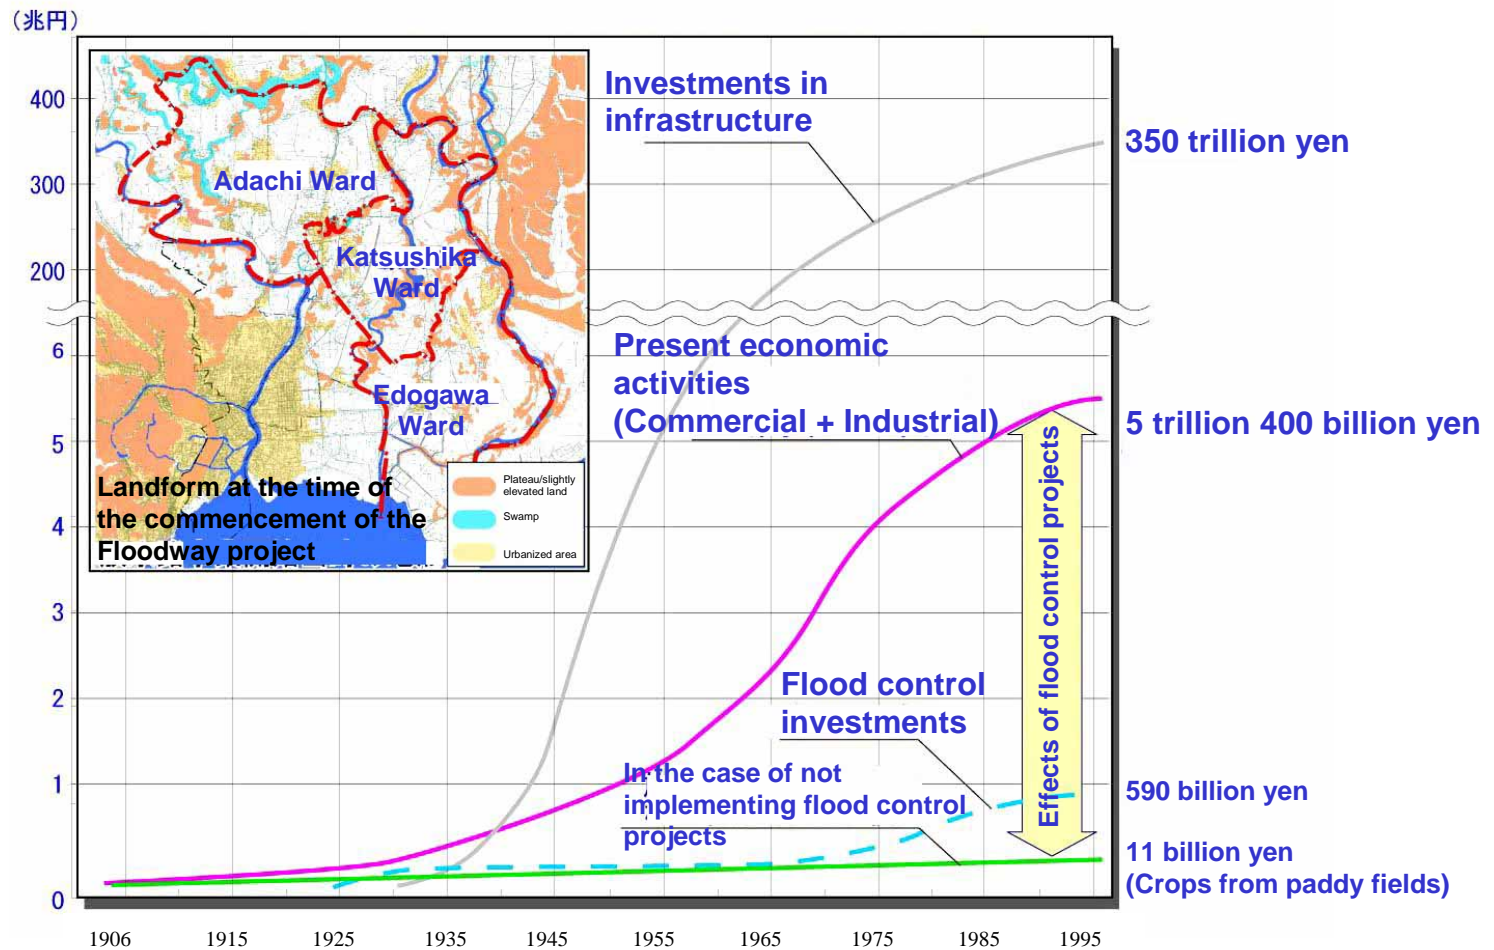 (兆円)
400
300
200
6
5
4
3
2
1
0
Adachi Ward
Katsushika
Ward
Edogawa
Ward
Landform at the time of
the commencement of the
Floodway project
Plateau/slightly
elevated land
Swamp
Urbanized area
Investments in
infrastructure
350 trillion yen
Present economic
activities
(Commercial + Industrial)
5 trillion 400 billion yen
Effects of flood control projects
Flood control
investments
In the case of not
implementing flood control
projects
590 billion yen
11 billion yen
(Crops from paddy fields)
1906 1915 1925 1935 1945 1955 1965 1975 1985 1995